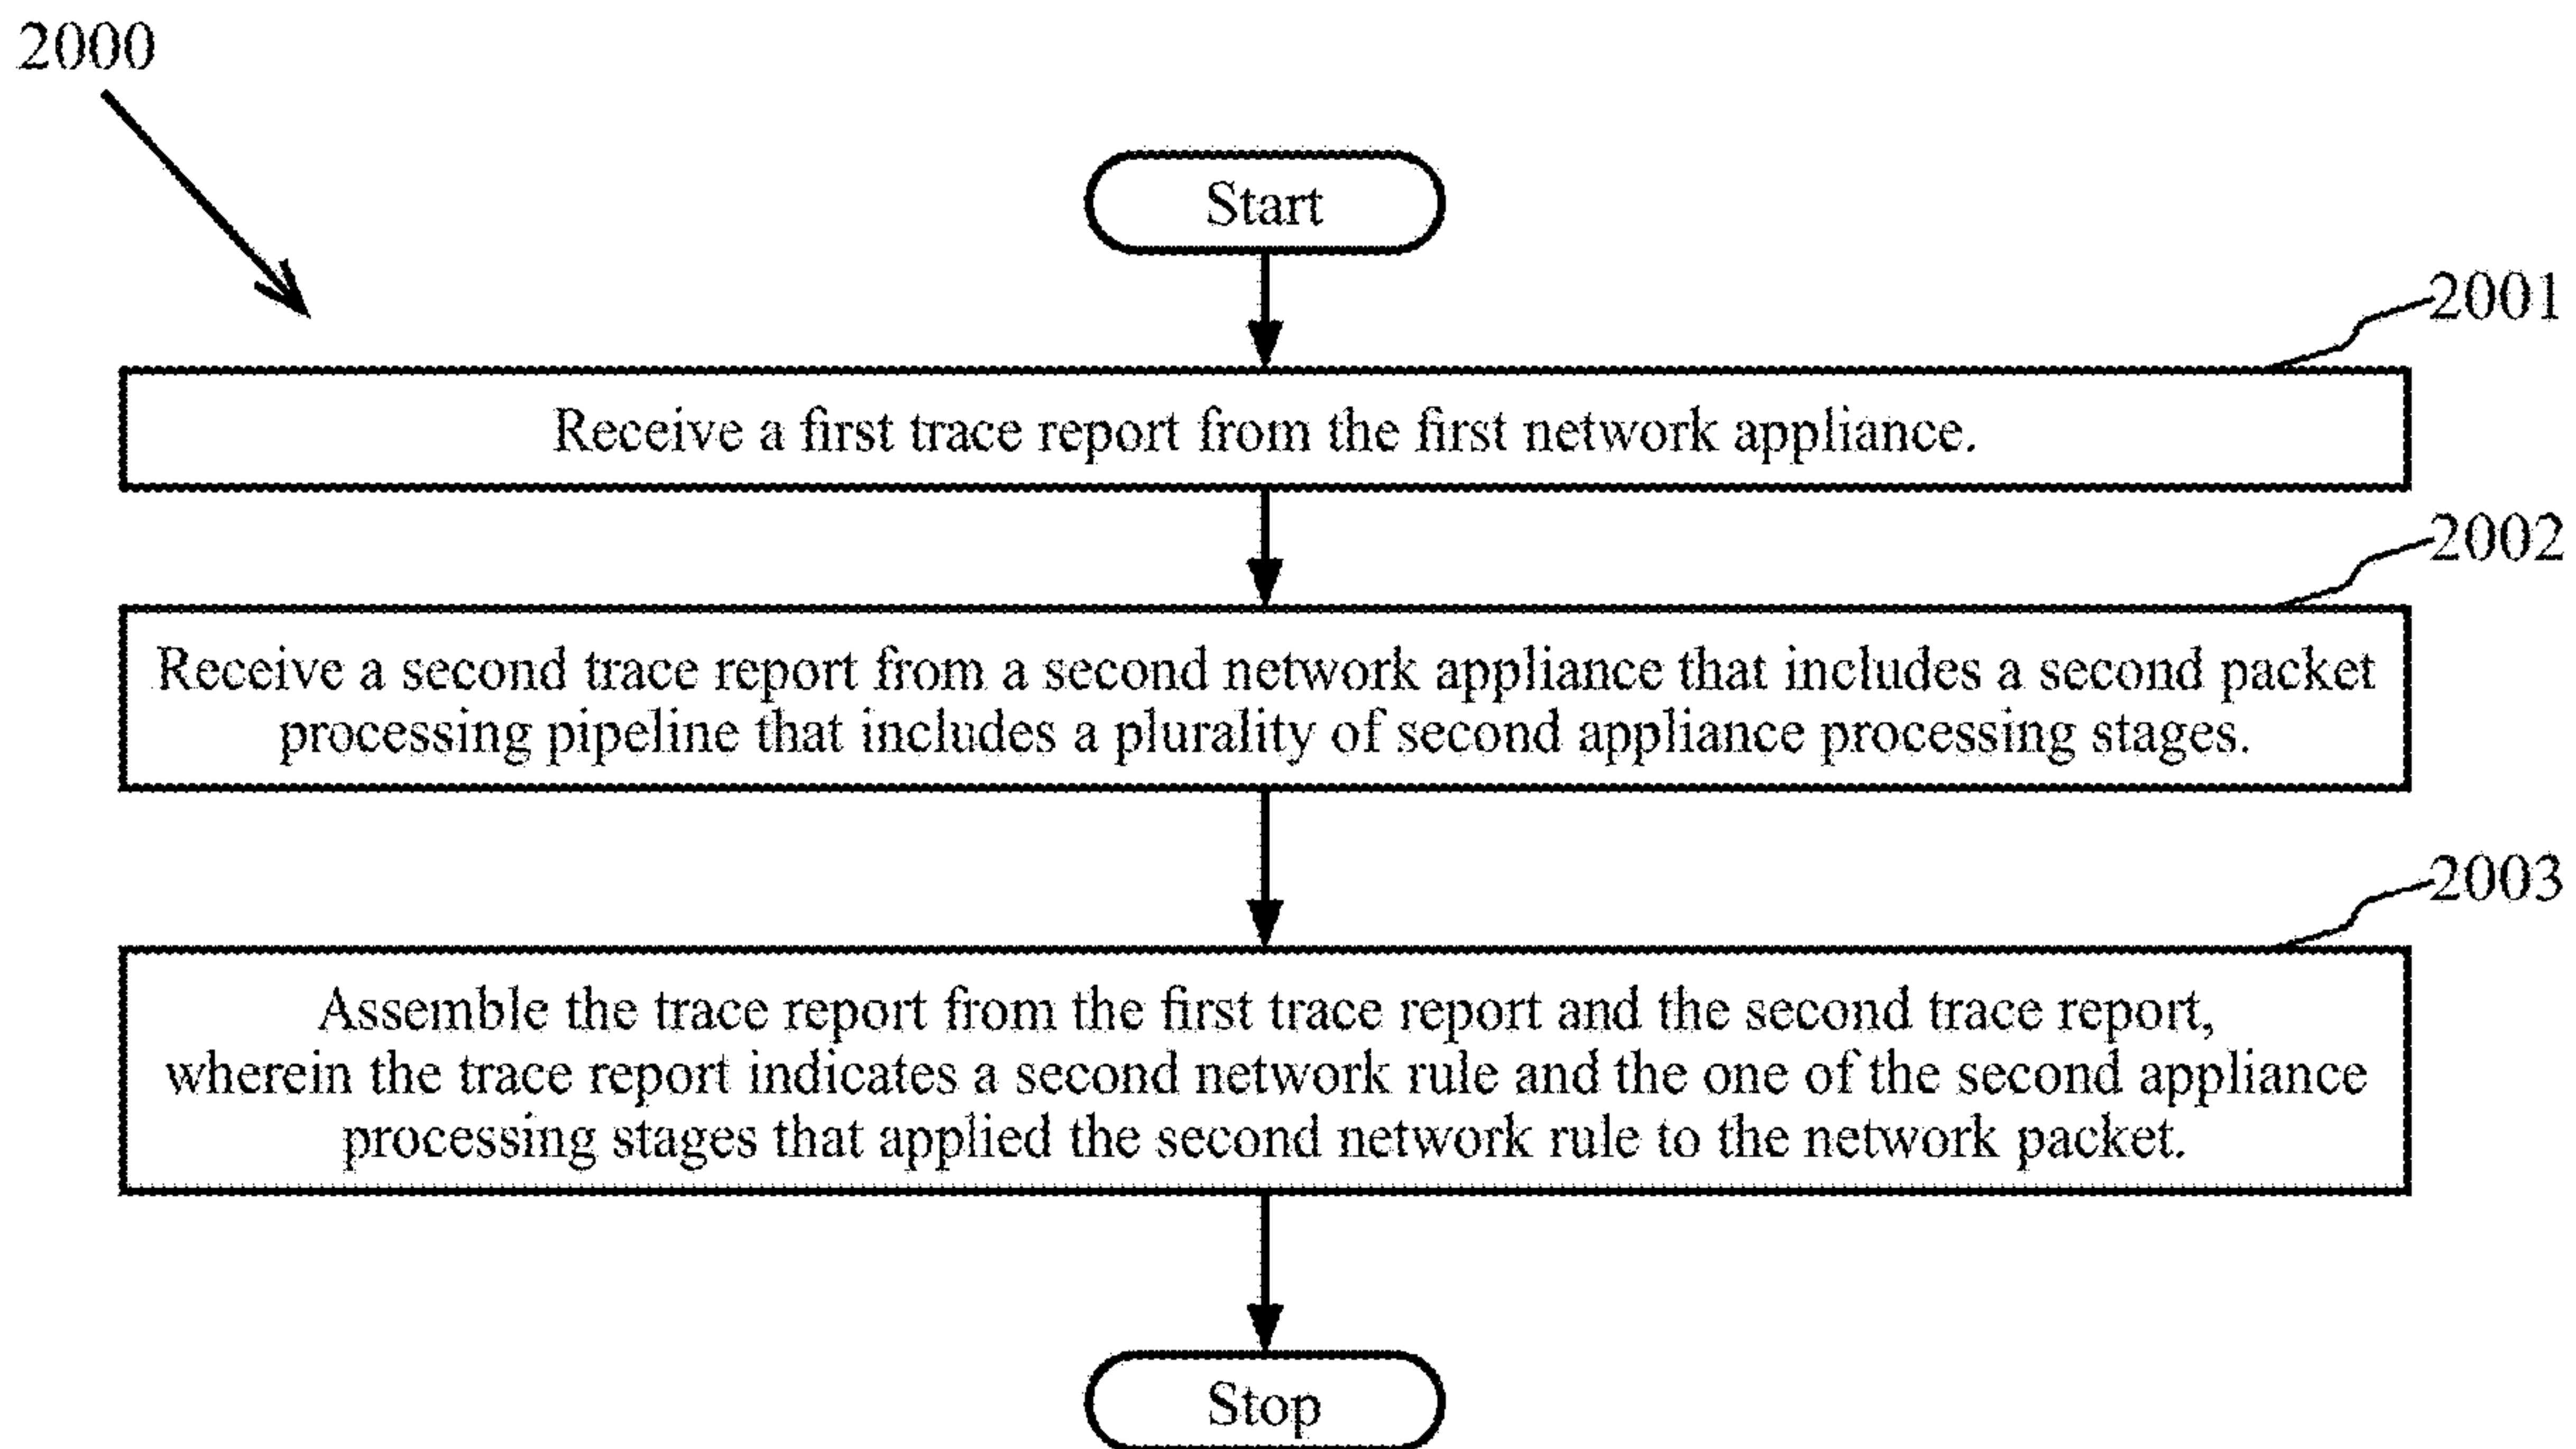 2000
Start
2001
Receive a first trace report from the first network appliance.
2002
Receive a second trace report from a second network appliance that includes a second packet
processing pipeline that includes a plurality of second appliance processing stages.
2003
Assemble the trace report from the first trace report and the second trace report,
wherein the trace report indicates a second network rule and the one of the second appliance
processing stages that applied the second network rule to the network packet.
Stop